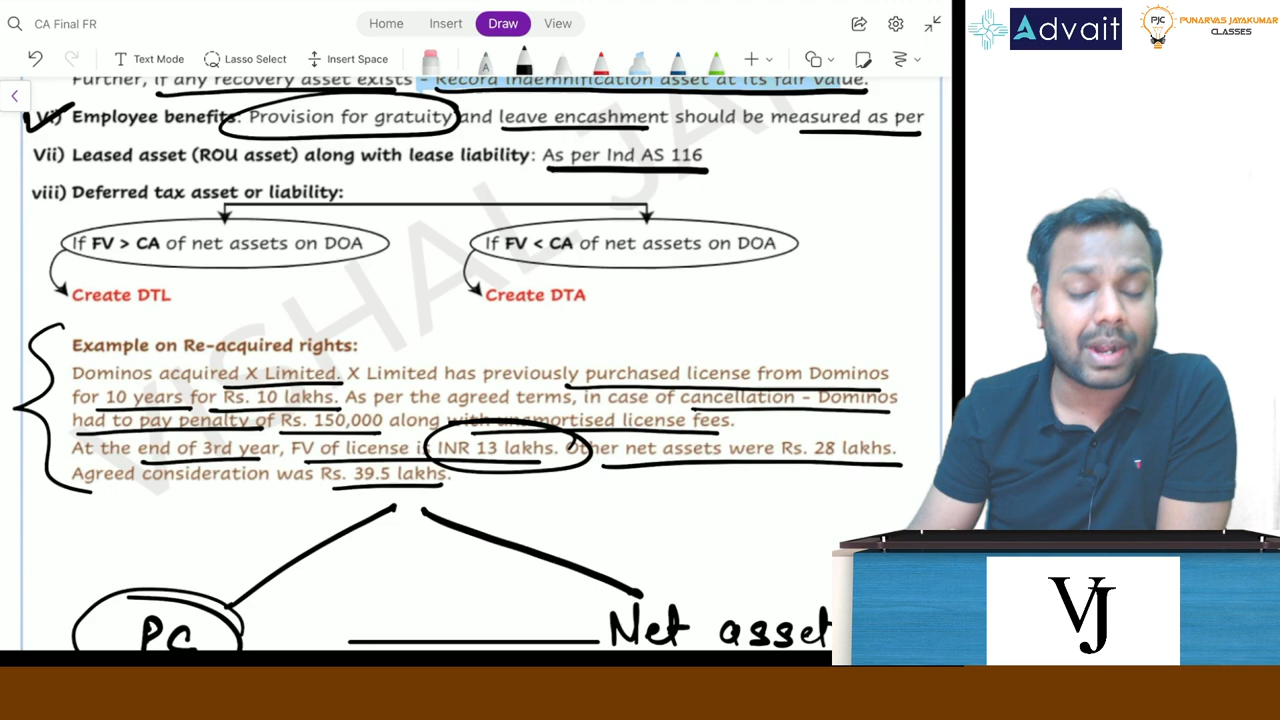 CA Final FR
Home Insert Draw View
Advait
PJC PUNARVAS JAYAKUMAR CLASSES
Text Mode Lasso Select Insert Space
Further, if any recovery asset exists - Record indemnification asset at its fair value.
vi) Employee benefits: Provision for gratuity and leave encashment should be measured as per
Vii) Leased asset (ROU asset) along with lease liability: As per Ind AS 116
viii) Deferred tax asset or liability:
If FV > CA of net assets on DOA If FV < CA of net assets on DOA
Create DTL Create DTA
Example on Re-acquired rights:
Dominos acquired X Limited. X Limited has previously purchased license from Dominos
for 10 years for Rs. 10 lakhs. As per the agreed terms, in case of cancellation - Dominos
had to pay penalty of Rs. 150,000 along with unamortised license fees.
At the end of 3rd year, FV of license is INR 13 lakhs. Other net assets were Rs. 28 lakhs.
Agreed consideration was Rs. 39.5 lakhs.
PC Net asset
VJ